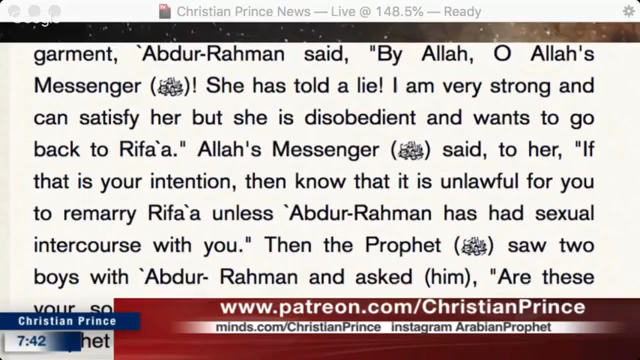 Christian Prince News — Live @ 148.5% — Ready
garment, `Abdur-Rahman said, "By Allah, O Allah's
Messenger (ﷺ)! She has told a lie! I am very strong and
can satisfy her but she is disobedient and wants to go
back to Rifa`a." Allah's Messenger (ﷺ) said, to her, "If
that is your intention, then know that it is unlawful for you
to remarry Rifa`a unless `Abdur-Rahman has had sexual
intercourse with you." Then the Prophet (ﷺ) saw two
boys with `Abdur- Rahman and asked (him), "Are these
your
www.patreon.com/ChristianPrince
Christian Prince
minds.com/ChristianPrince instagram ArabianProphet
7:42